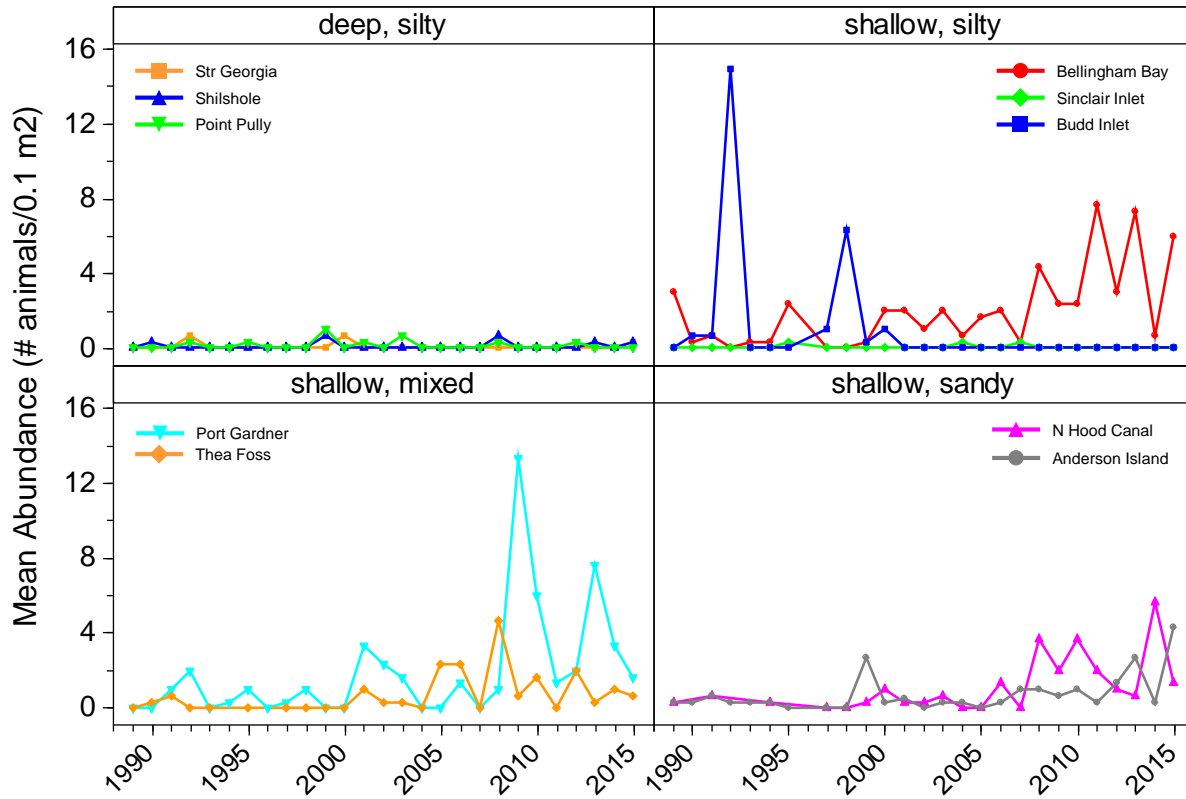 Mean Abundance (# animals/0.1 m2)
deep, silty
16
12
8
4
0
Str Georgia
Shilshole
Point Pully
shallow, silty
Bellingham Bay
Sinclair Inlet
Budd Inlet
shallow, mixed
16
12
8
4
0
Port Gardner
Thea Foss
shallow, sandy
N Hood Canal
Anderson Island
1990 1995 2000 2005 2010 2015
1990 1995 2000 2005 2010 2015